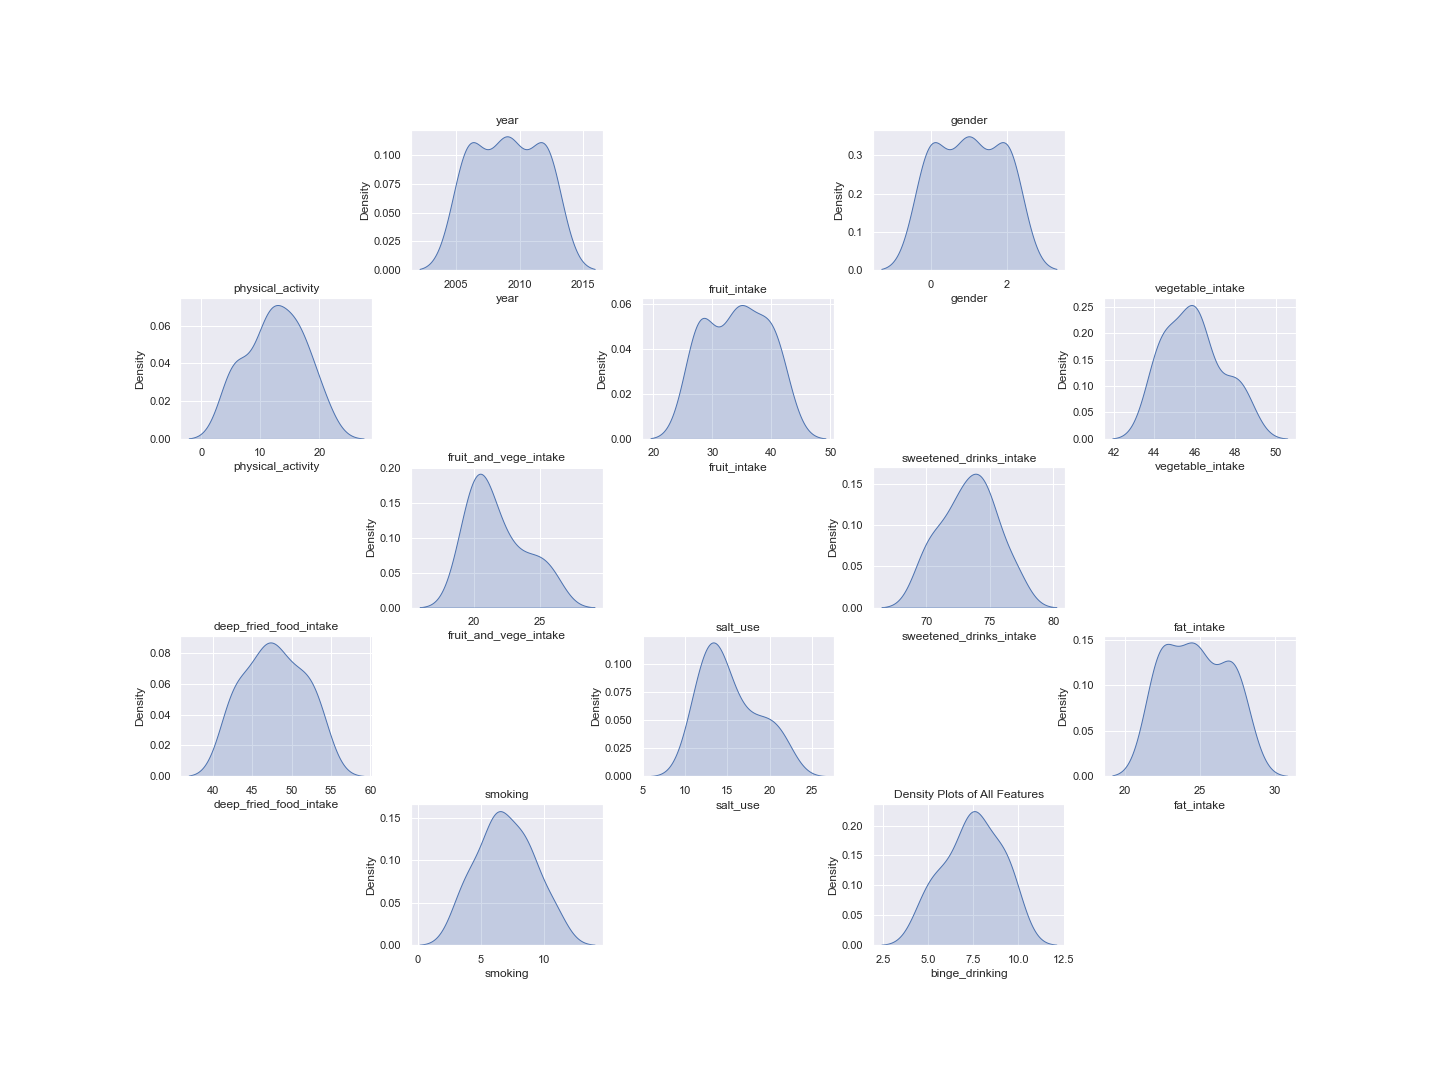 year
gender
0.100
0.075
0.050
0.025
0.000
Density
2005 2010 2015
year
0.3
0.2
0.1
0.0
Density
0 2
gender
physical_activity
0.06
0.04
0.02
0.00
Density
0 10 20
physical_activity
fruit_intake
0.06
0.04
0.02
0.00
Density
20 30 40 50
fruit_intake
vegetable_intake
0.25
0.20
0.15
0.10
0.05
0.00
Density
42 44 46 48 50
vegetable_intake
fruit_and_vege_intake
0.20
0.15
0.10
0.05
0.00
Density
20 25
fruit_and_vege_intake
sweetened_drinks_intake
0.15
0.10
0.05
0.00
Density
70 75 80
sweetened_drinks_intake
deep_fried_food_intake
0.08
0.06
0.04
0.02
0.00
Density
40 45 50 55 60
deep_fried_food_intake
salt_use
0.100
0.075
0.050
0.025
0.000
Density
5 10 15 20 25
salt_use
fat_intake
0.15
0.10
0.05
0.00
Density
20 25 30
fat_intake
smoking
0.15
0.10
0.05
0.00
Density
0 5 10
smoking
Density Plots of All Features
0.20
0.15
0.10
0.05
0.00
Density
2.5 5.0 7.5 10.0 12.5
binge_drinking